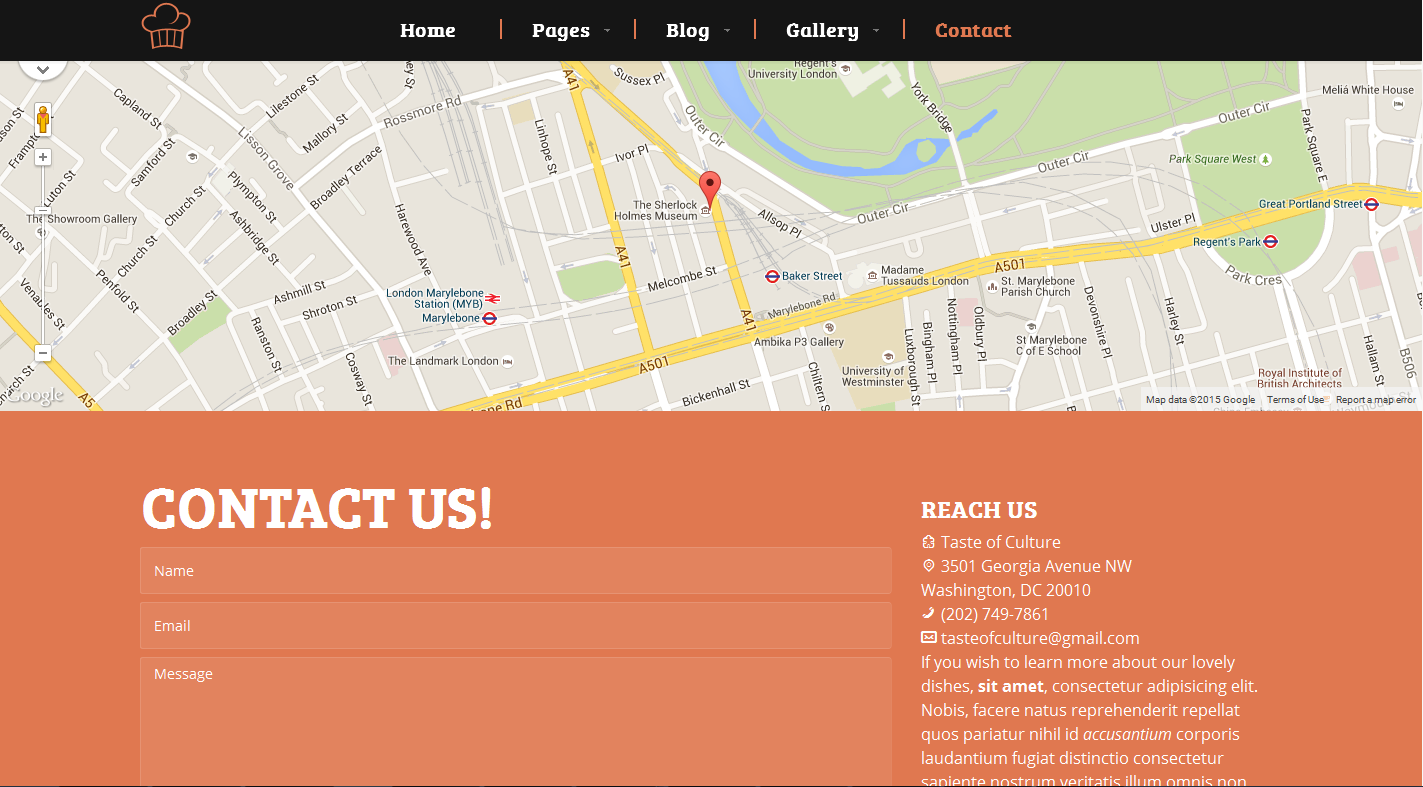 Home
Pages
Blog
Gallery
Contact
Sussex Pl
Regent's
University London
Meliá White House
Capland St
Lilestone St
Rossmore Rd
A41
York Bridge
Outer Cir
Outer Cir
Park Square E
Mallory St
Lisson Grove
Linhope St
Ivor Pl
Samford St
Broadley Terrace
Outer Cir
Park Square West
Plympton St
The Sherlock
Holmes Museum
Allsop Pl
Outer Cir
Great Portland Street
The Showroom Gallery
Church St
Ashbridge St
Harewood Ave
Ulster Pl
Regent's Park
Church St
A41
A501
Park Cres
Penfold St
Melcombe St
Baker Street
Madame
Tussauds London
St. Marylebone
Parish Church
Venables St
Ashmill St
London Marylebone
Station (MYB)
Marylebone
Shroton St
Broadley St
Marylebone Rd
A41
Nottingham Pl
Oldbury Pl
Devonshire Pl
Harley St
Ranston St
Ambika P3 Gallery
Luxborough St
Bingham Pl
St Marylebone
C of E School
Hallam St
B506
Cosway St
The Landmark London
A501
Chiltern S
University of
Westminster
Royal Institute of
British Architects
Bickenhall St
A5
Google
Map data ©2015 Google
Terms of Use
Report a map error
CONTACT US!
Name
Email
Message
REACH US
Taste of Culture
3501 Georgia Avenue NW
Washington, DC 20010
(202) 749-7861
tasteofculture@gmail.com
If you wish to learn more about our lovely
dishes, sit amet, consectetur adipisicing elit.
Nobis, facere natus reprehenderit repellat
quos pariatur nihil id accusantium corporis
laudantium fugiat distinctio consectetur
sapiente nostrum veritatis illum omnis non